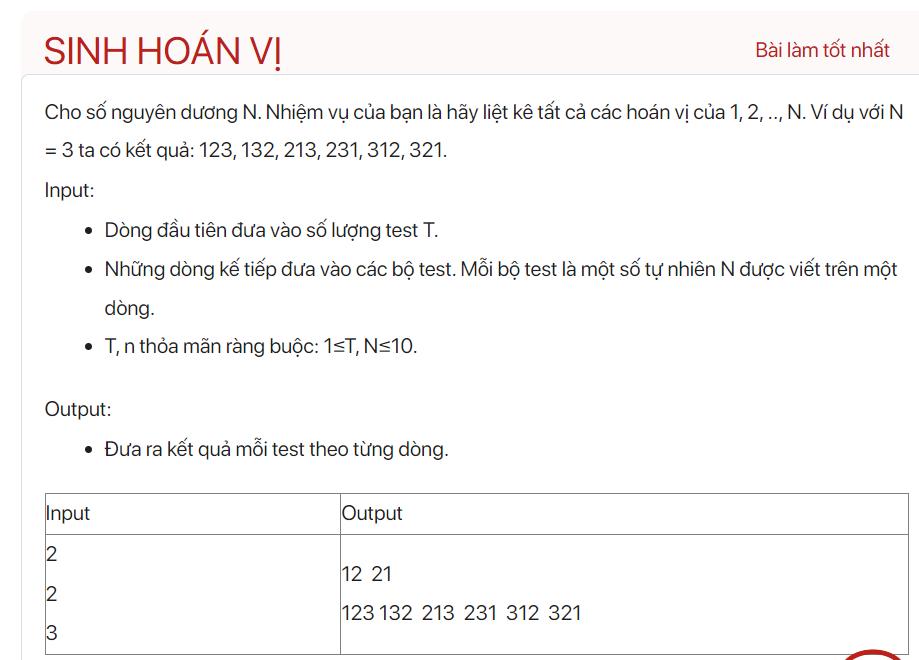 SINH HOÁN VỊ
Bài làm tốt nhất
Cho số nguyên dương N. Nhiệm vụ của bạn là hãy liệt kê tất cả các hoán vị của 1, 2, .., N. Ví dụ với N
= 3 ta có kết quả: 123, 132, 213, 231, 312, 321.
Input:
• Dòng đầu tiên đưa vào số lượng test T.
• Những dòng kế tiếp đưa vào các bộ test. Mỗi bộ test là một số tự nhiên N được viết trên một
dòng.
• T, n thỏa mãn ràng buộc: 1≤T, N≤10.
Output:
• Đưa ra kết quả mỗi test theo từng dòng.
Input
Output
2
2
3
12 21
123 132 213 231 312 321